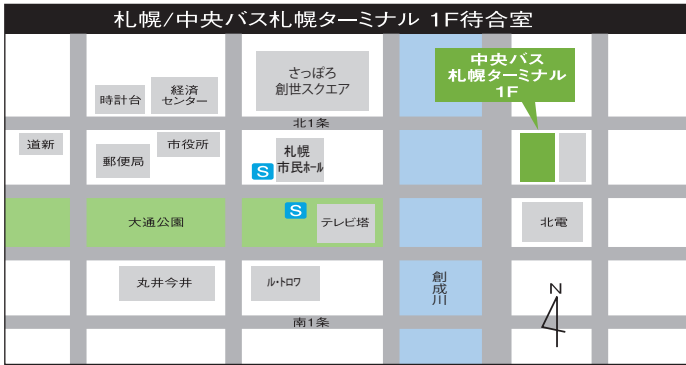 札幌/中央バス札幌ターミナル 1F待合室
さっぽろ
創世スクエア
中央バス
札幌ターミナル
1F
時計台
経済
センター
北1条
道新
郵便局
市役所
札幌
市民ホール
S
S
大通公園
テレビ塔
北電
丸井今井
ル・トロワ
創成川
N
南1条